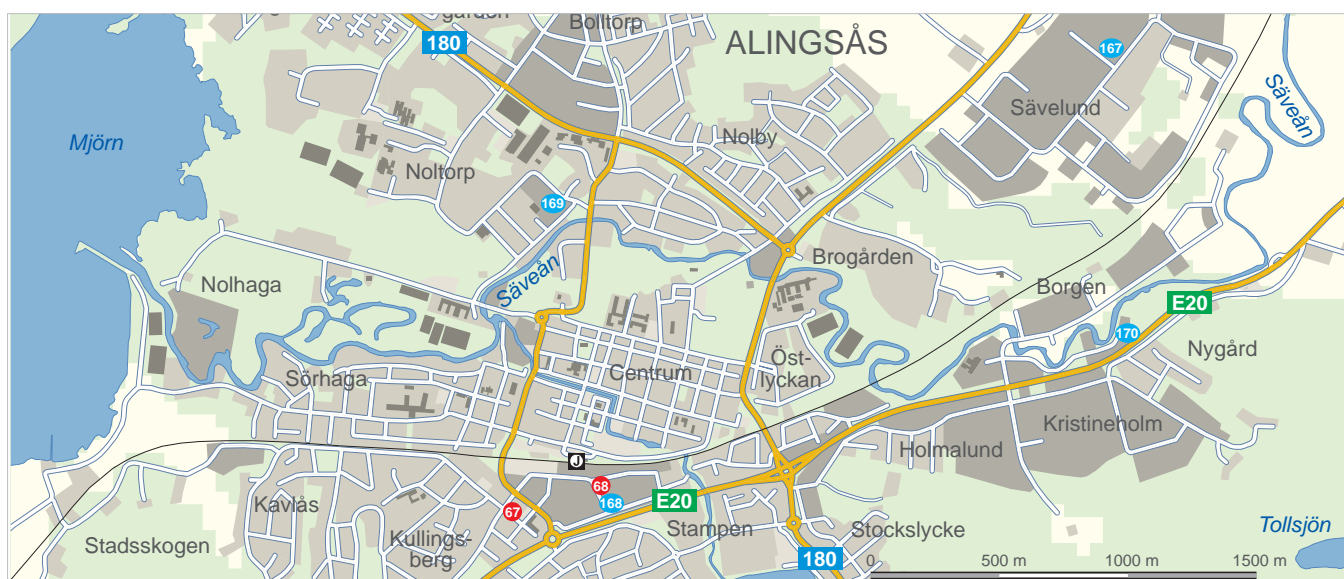 gården
Bolltorp
ALINGSÅS
180
167
Sävelund
Säveån
Mjörn
Nolby
Noltorp
169
Brogården
Säveån
Nolhaga
Borgen
E20
170
Nygård
Sörhaga
Centrum
Öst-
lyckan
Kristineholm
Holmalund
J
68
168
E20
67
Kavlås
Stadsskogen
Kullings-
berg
Stampen
Stockslycke
Tollsjön
180
0
500 m
1000 m
1500 m